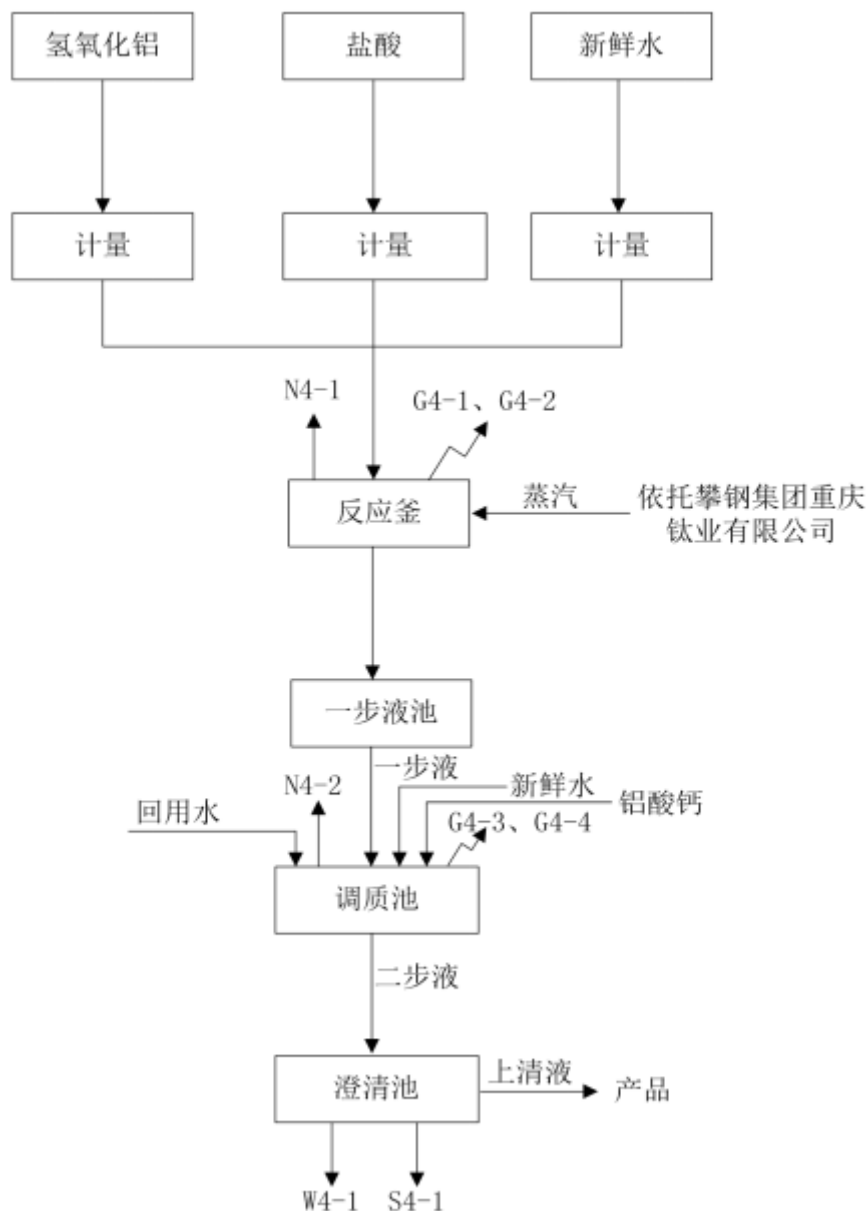 氢氧化铝
盐酸
新鲜水
计量
计量
计量
N4-1
G4-1、G4-2
反应釜
蒸汽
依托攀钢集团重庆
钛业有限公司
一步液池
一步液
N4-2
新鲜水
铝酸钙
回用水
G4-3、G4-4
调质池
二步液
澄清池
上清液
产品
W4-1
S4-1